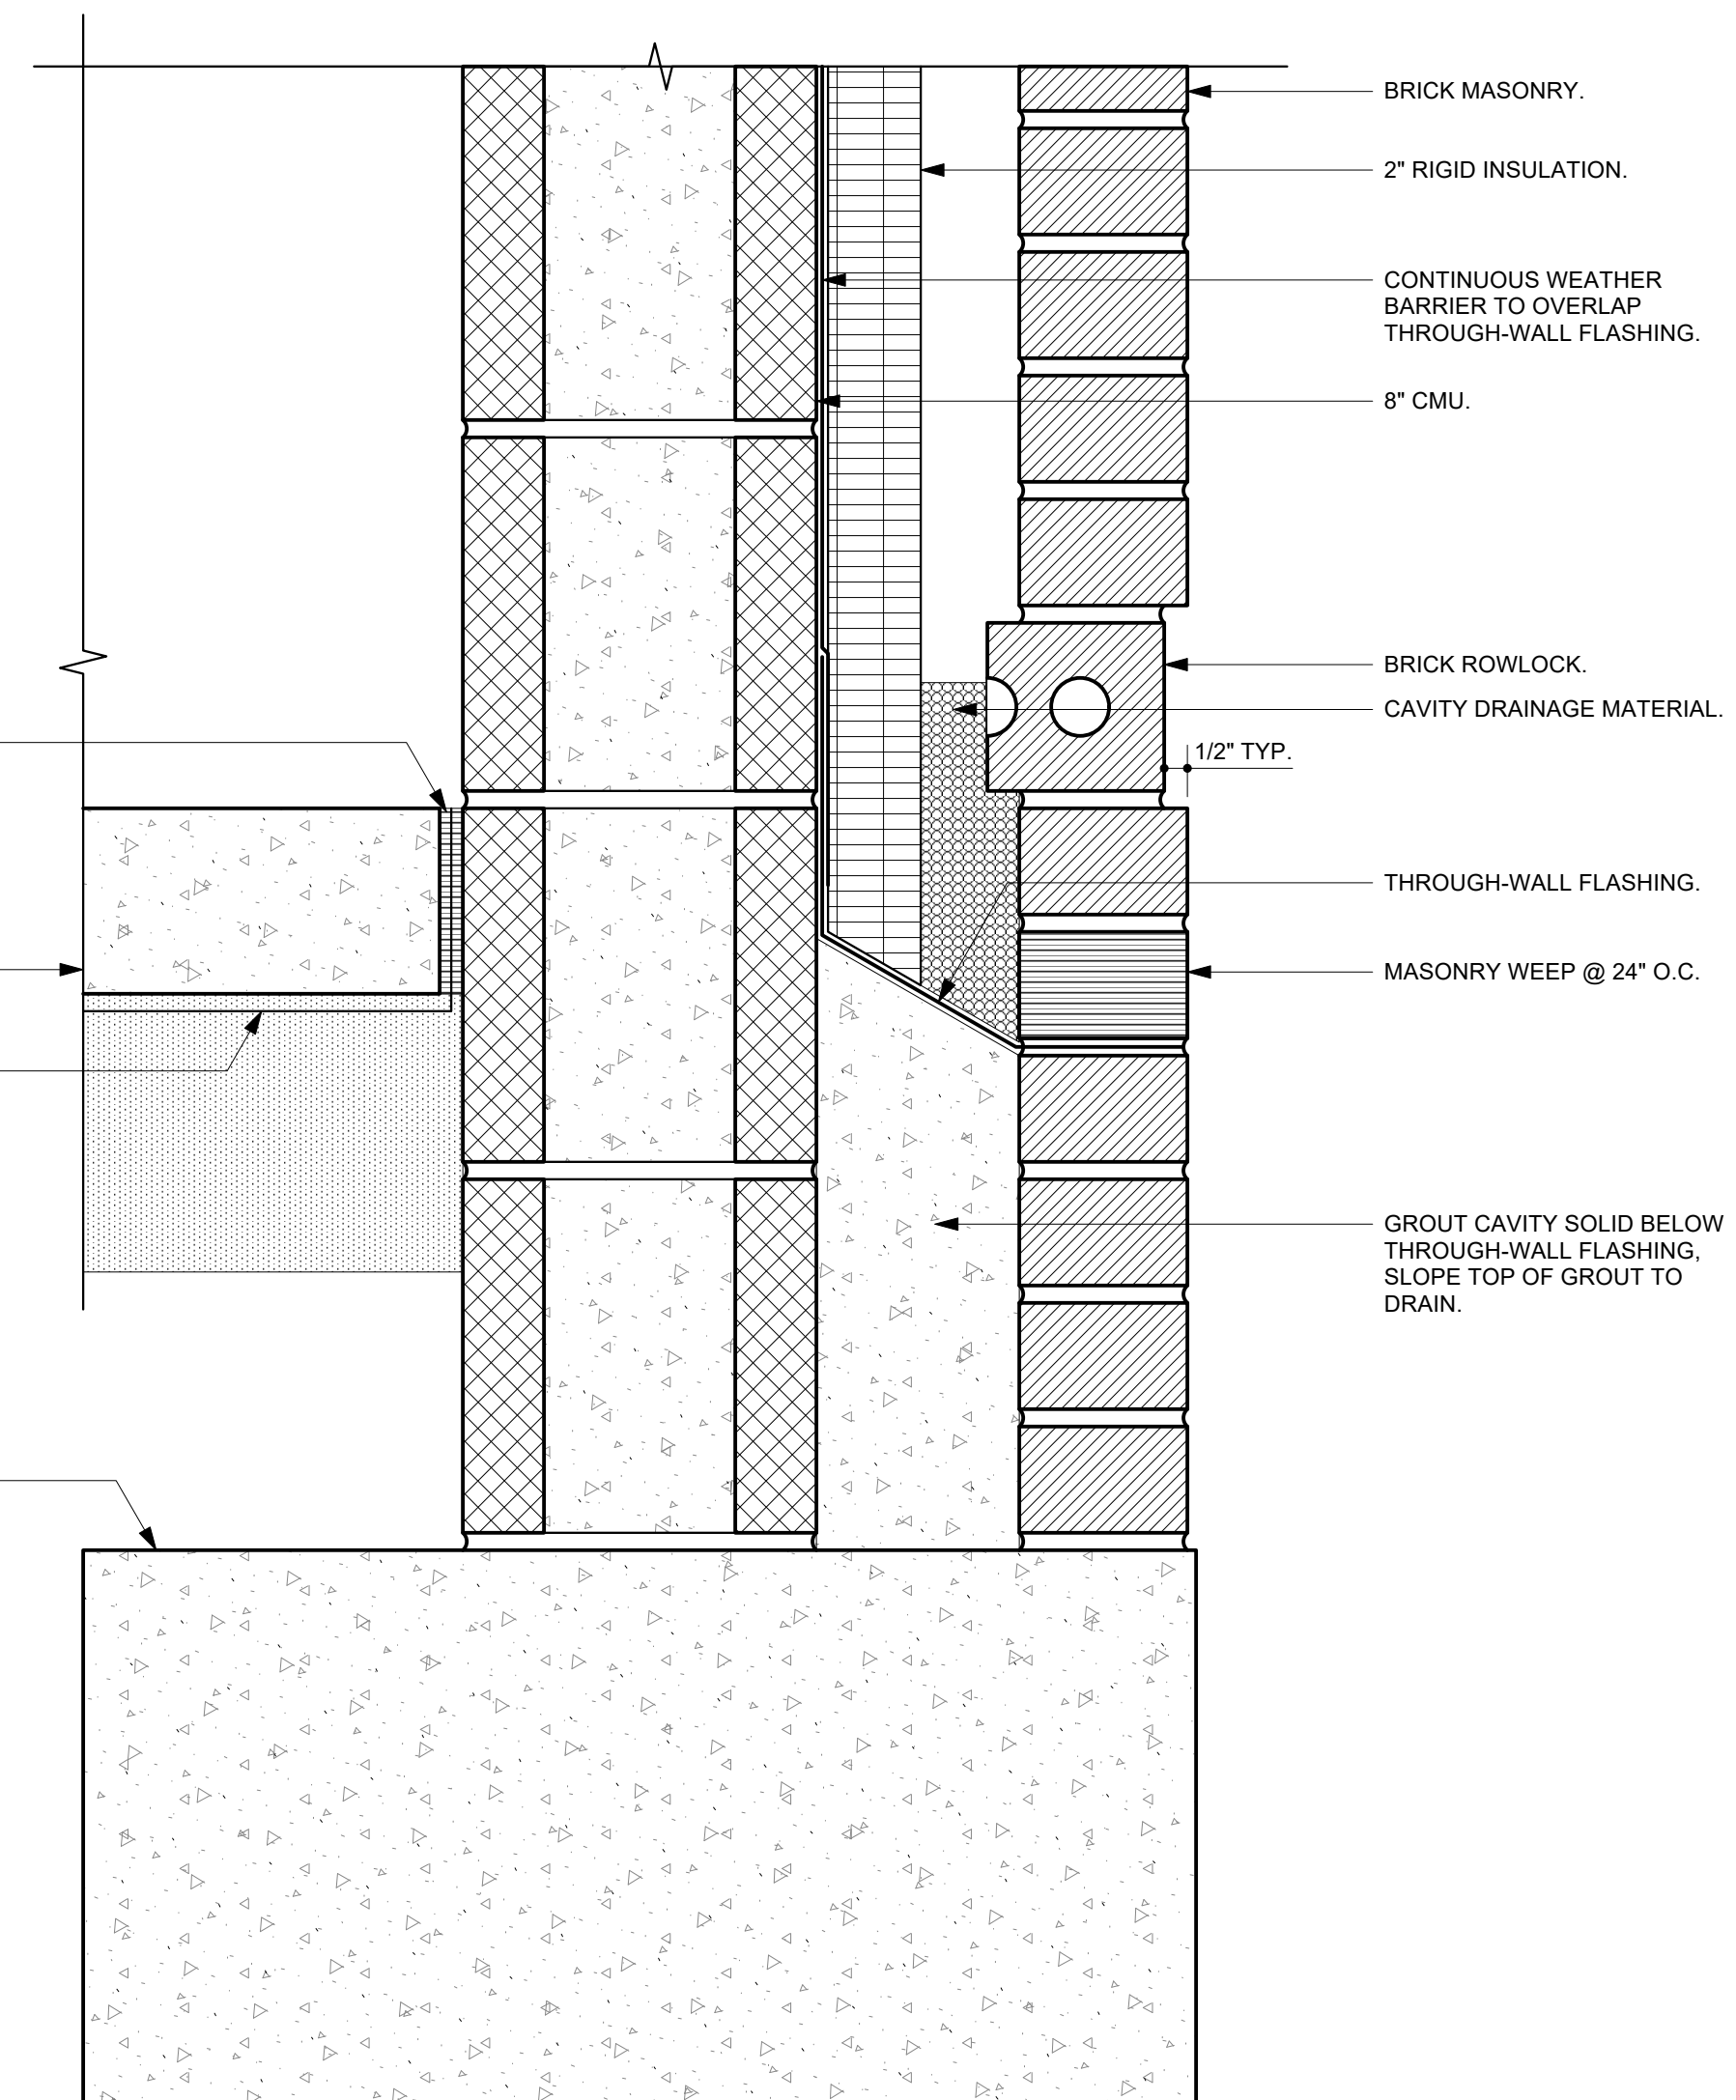 BRICK MASONRY.
2" RIGID INSULATION.
CONTINUOUS WEATHER
BARRIER TO OVERLAP
THROUGH-WALL FLASHING.
8" CMU.
BRICK ROWLOCK.
CAVITY DRAINAGE MATERIAL.
1/2" TYP.
THROUGH-WALL FLASHING.
MASONRY WEEP @ 24" O.C.
GROUT CAVITY SOLID BELOW
THROUGH-WALL FLASHING,
SLOPE TOP OF GROUT TO
DRAIN.